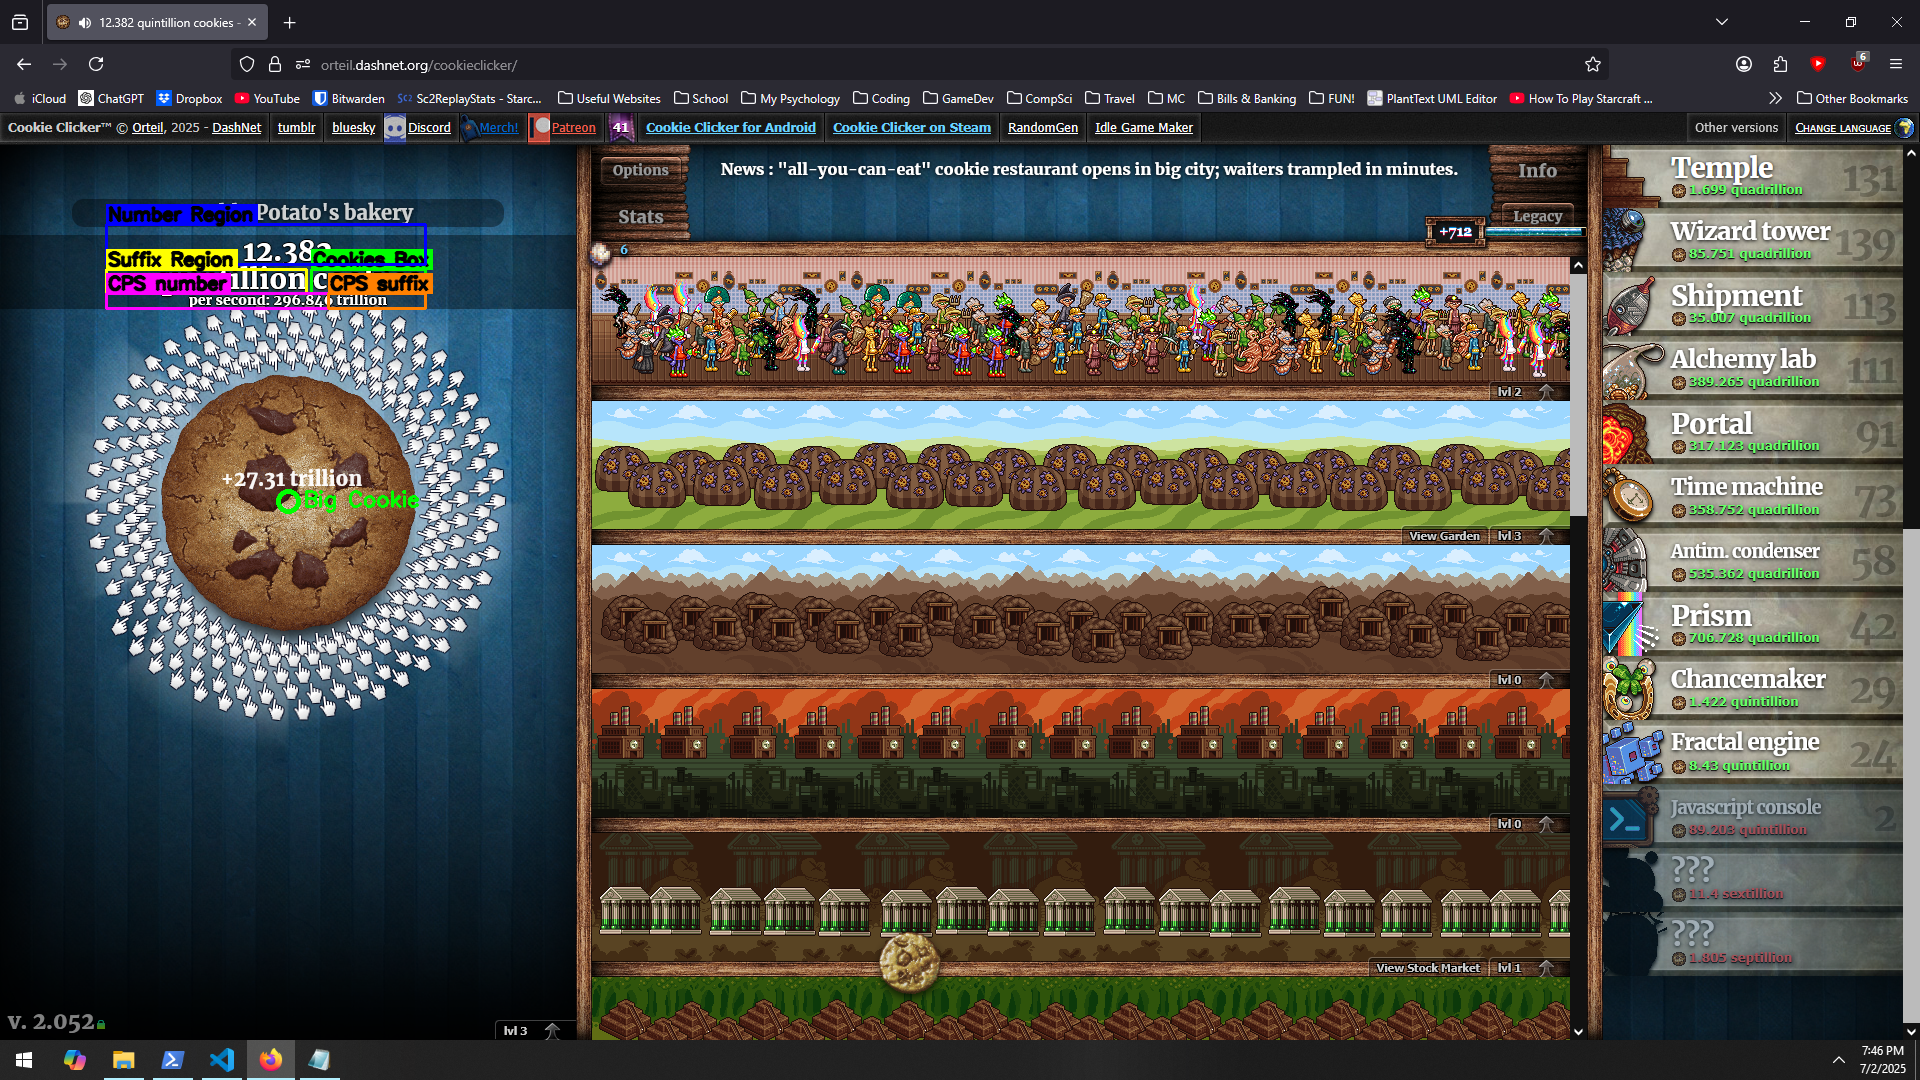 12.382 quintillion cookies -
orteil.dashnet.org/cookieclicker/
6
iCloud ChatGPT Dropbox YouTube Bitwarden Sc2ReplayStats - Starc... Useful Websites School My Psychology Coding GameDev CompSci Travel MC Bills & Banking FUN! PlantText UML Editor How To Play Starcraft ... Other Bookmarks
Cookie Clicker™ © Orteil, 2025 - DashNet tumblr bluesky Discord Merch! Patreon 41 Cookie Clicker for Android Cookie Clicker on Steam RandomGen Idle Game Maker Other versions CHANGE LANGUAGE
Number Region
Potato's bakery
12.382
Suffix Region
Cookies Box
CPS number
CPS suffix
per second: 296.846 trillion
+27.31 trillion
Big Cookie
v. 2.052
lvl 3
Options
Stats
News : "all-you-can-eat" cookie restaurant opens in big city; waiters trampled in minutes.
Info
Legacy
+712
6
lvl 2
View Garden lvl 3
lvl 0
lvl 0
View Stock Market lvl 1
Temple
1.699 quadrillion
131
Wizard tower
85.751 quadrillion
139
Shipment
35.007 quadrillion
113
Alchemy lab
389.265 quadrillion
111
Portal
317.123 quadrillion
91
Time machine
358.752 quadrillion
73
Antim. condenser
535.362 quadrillion
58
Prism
706.728 quadrillion
42
Chancemaker
1.422 quintillion
29
Fractal engine
8.43 quintillion
24
Javascript console
89.203 quintillion
2
???
11.4 sextillion
???
1.805 septillion
7:46 PM
7/2/2025